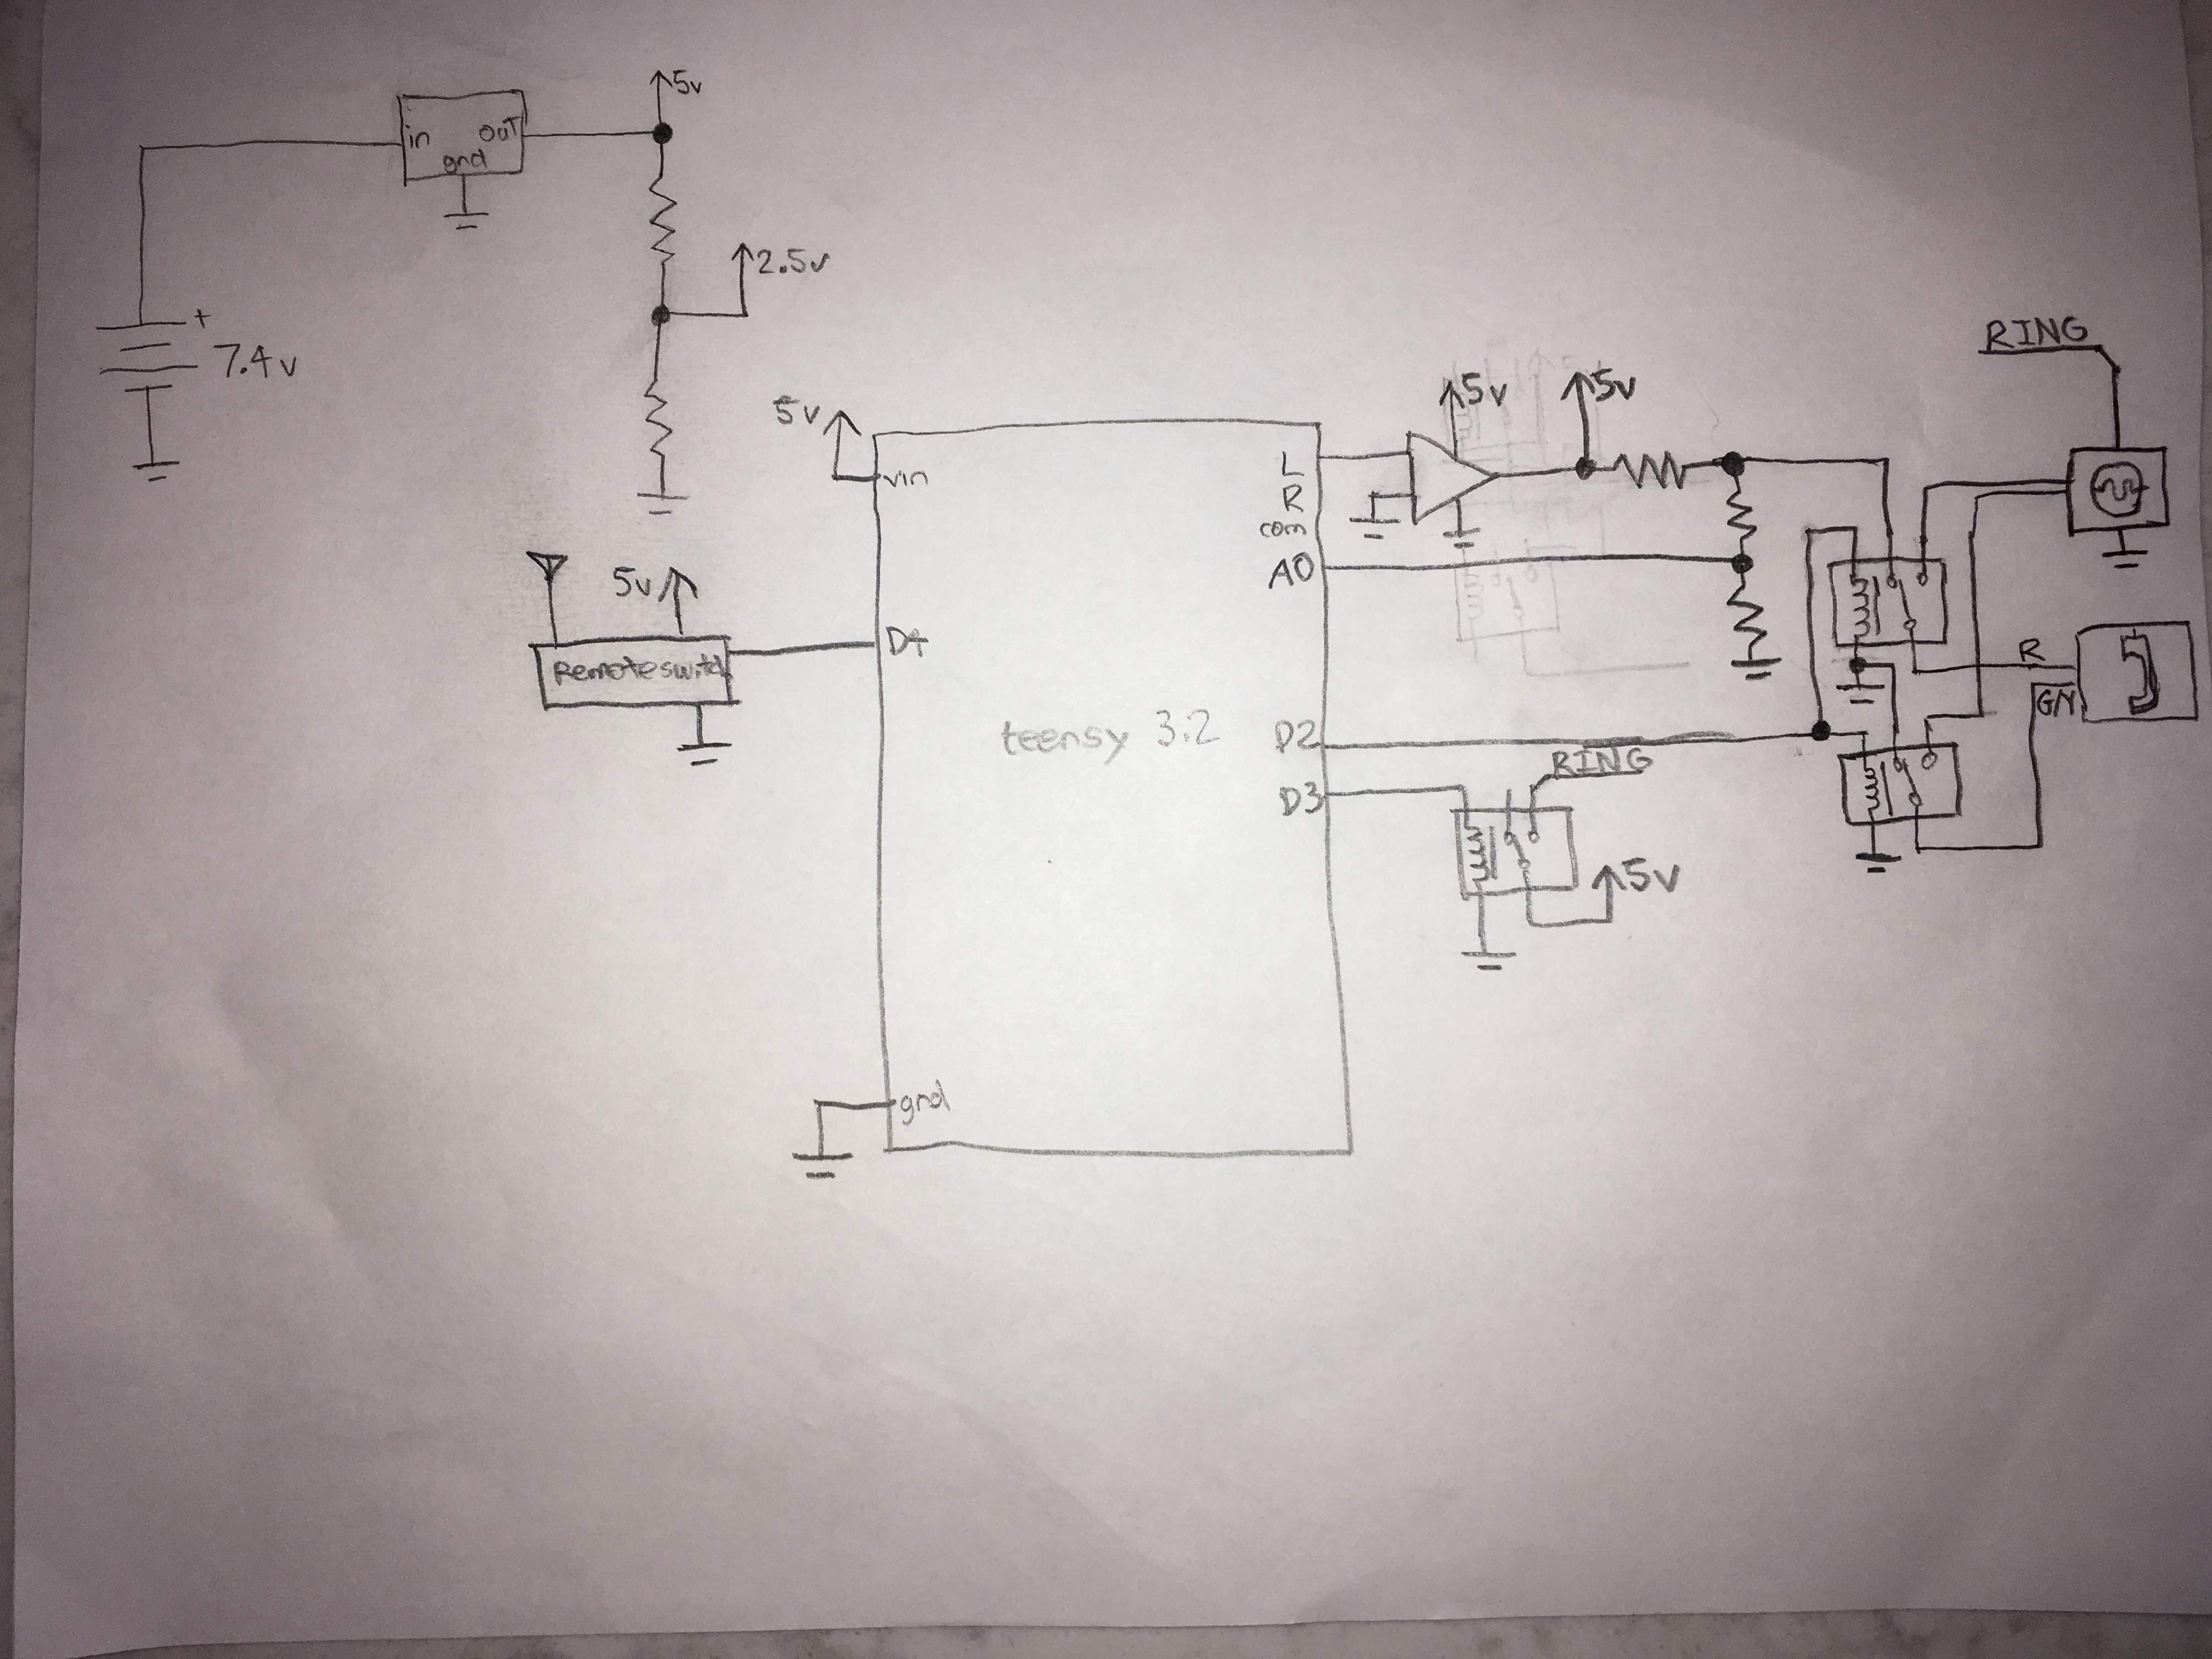 5v
in
out
gnd
2.5v
+
7.4v
RING
5v
vin
5v
5v
L
R
com
A0
5v
D4
Remote switch
R
G/Y
teensy 3.2
D2
RING
D3
5v
gnd